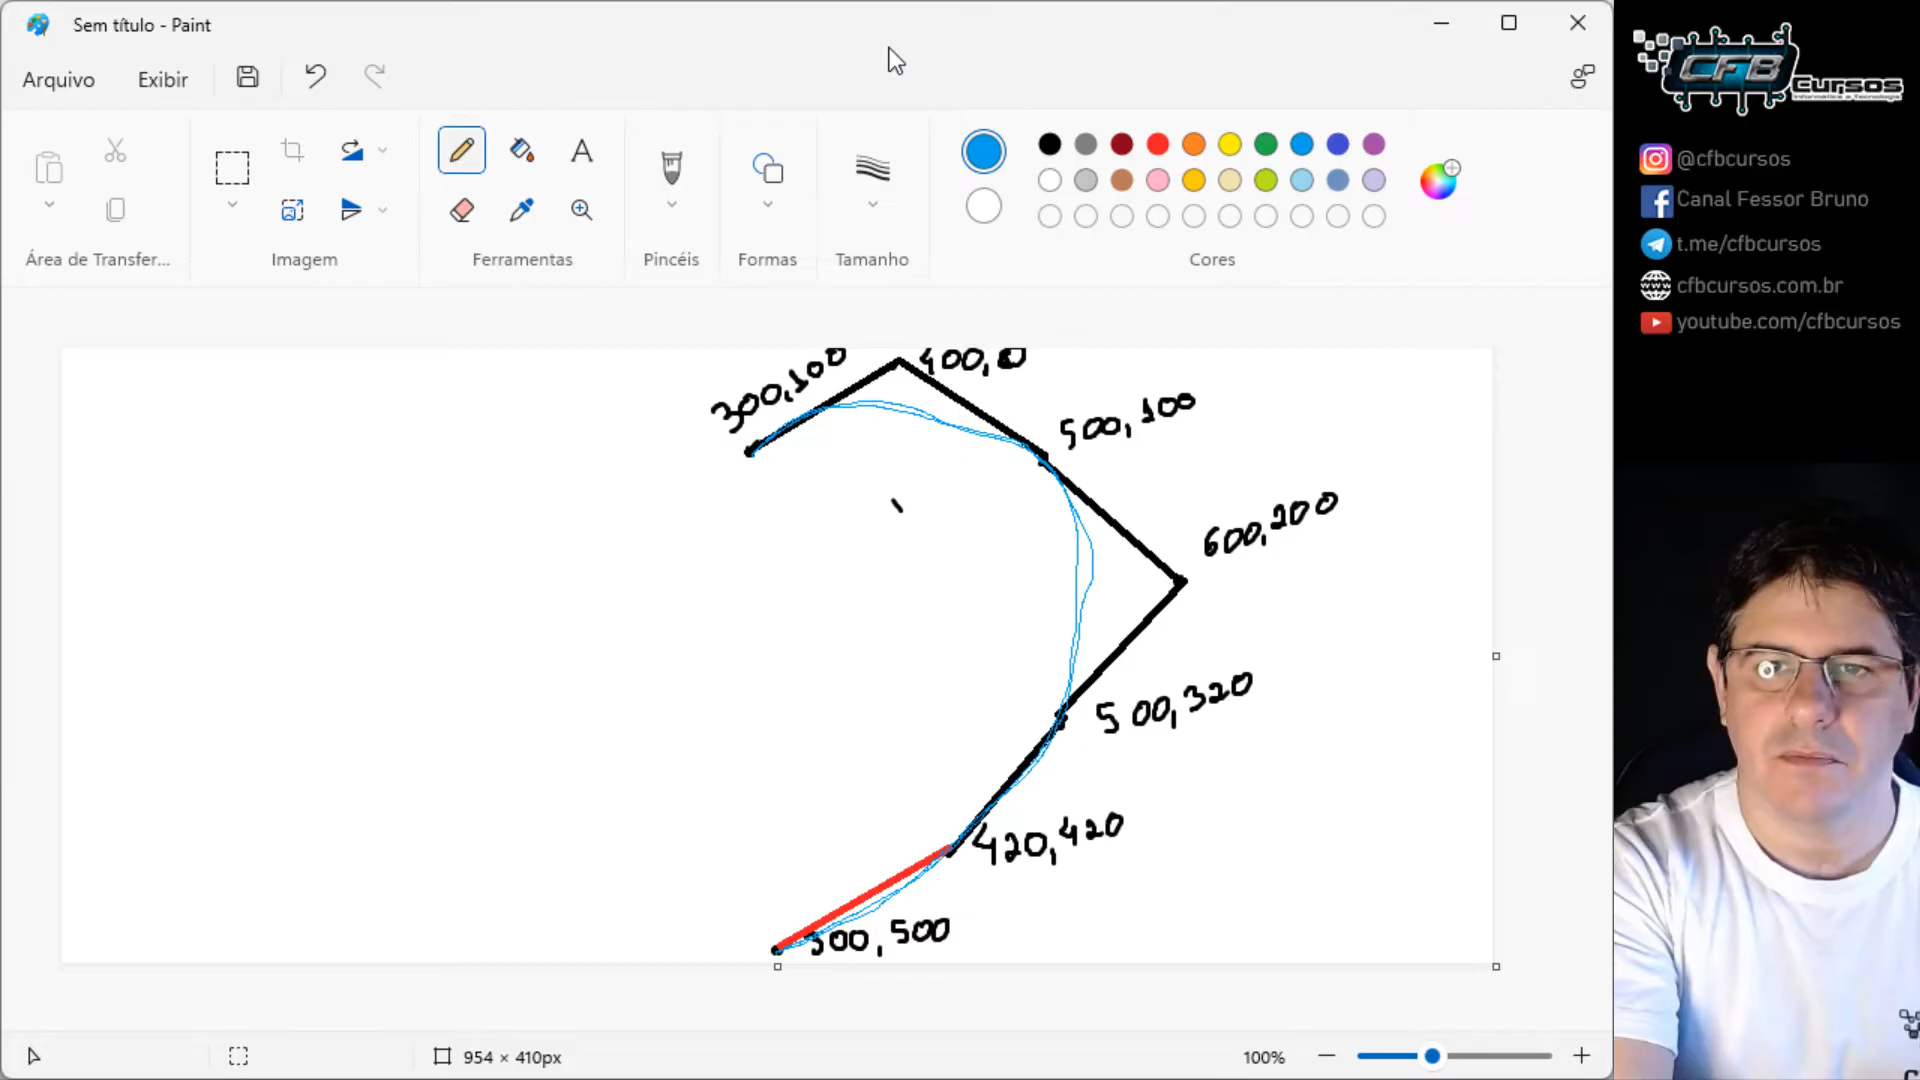 Sem título - Paint
Arquivo
Exibir
Área de Transfer...
Imagem
Ferramentas
Pincéis
Formas
Tamanho
Cores
300,100
400,0
500,100
600,200
500,320
420,420
300,500
954 × 410px
100%
CFB
Cursos
@cfbcursos
Canal Fessor Bruno
t.me/cfbcursos
cfbcursos.com.br
youtube.com/cfbcursos